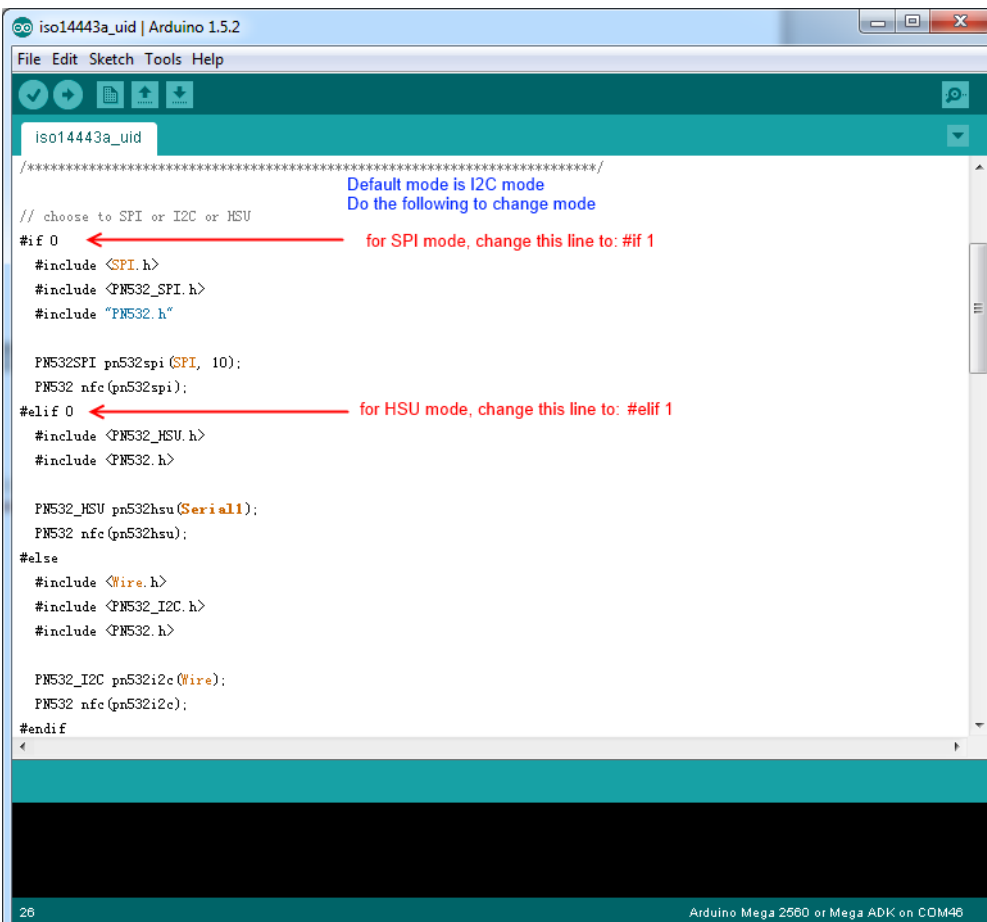 iso14443a_uid | Arduino 1.5.2
File Edit Sketch Tools Help
iso14443a_uid
/**************************************************************************/
Default mode is I2C mode
Do the following to change mode
// choose to SPI or I2C or HSU
#if 0
for SPI mode, change this line to: #if 1
#include <SPI.h>
#include <PN532_SPI.h>
#include "PN532.h"
PN532SPI pn532spi(SPI, 10);
PN532 nfc(pn532spi);
#elif 0
for HSU mode, change this line to: #elif 1
#include <PN532_HSU.h>
#include <PN532.h>
PN532_HSU pn532hsu(Serial1);
PN532 nfc(pn532hsu);
#else
#include <Wire.h>
#include <PN532_I2C.h>
#include <PN532.h>
PN532_I2C pn532i2c(Wire);
PN532 nfc(pn532i2c);
#endif
26
Arduino Mega 2560 or Mega ADK on COM46